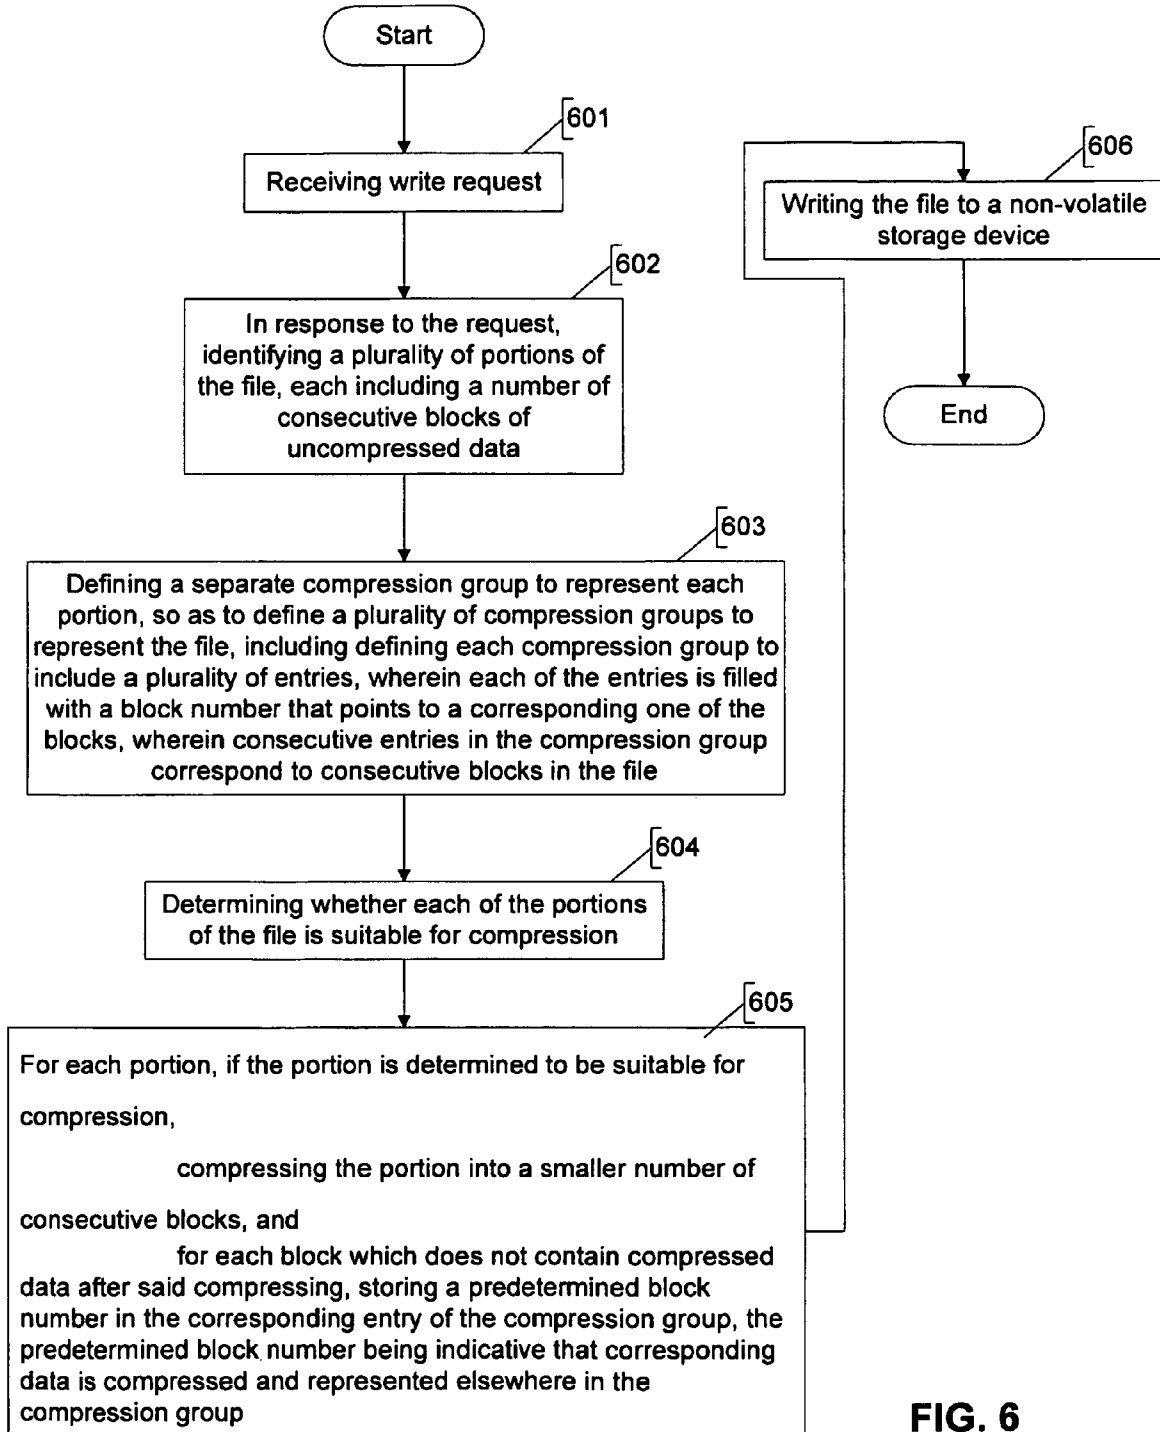 Start
601
Receiving write request
602
In response to the request,
identifying a plurality of portions of
the file, each including a number of
consecutive blocks of
uncompressed data
603
Defining a separate compression group to represent each
portion, so as to define a plurality of compression groups to
represent the file, including defining each compression group to
include a plurality of entries, wherein each of the entries is filled
with a block number that points to a corresponding one of the
blocks, wherein consecutive entries in the compression group
correspond to consecutive blocks in the file
604
Determining whether each of the portions
of the file is suitable for compression
605
For each portion, if the portion is determined to be suitable for
compression,
compressing the portion into a smaller number of
consecutive blocks, and
for each block which does not contain compressed
data after said compressing, storing a predetermined block
number in the corresponding entry of the compression group, the
predetermined block number being indicative that corresponding
data is compressed and represented elsewhere in the
compression group
606
Writing the file to a non-volatile
storage device
End
FIG. 6